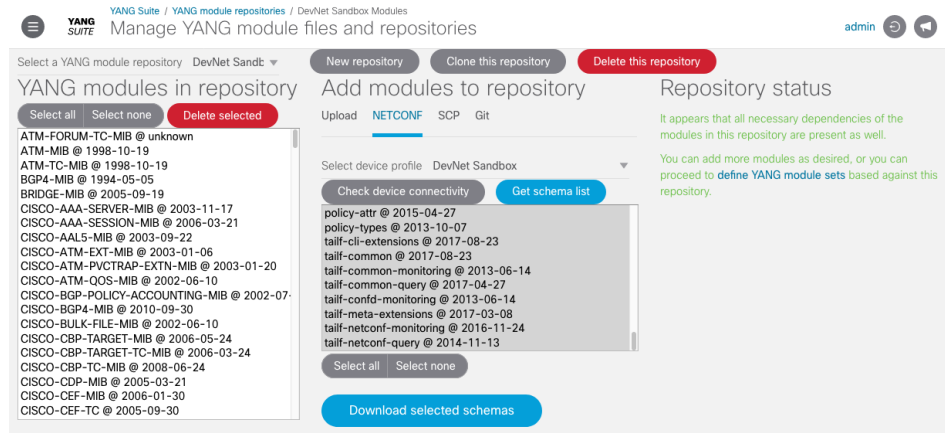 YANG Suite / YANG module repositories / DevNet Sandbox Modules
YANG SUITE
Manage YANG module files and repositories
admin
Select a YANG module repository DevNet Sandb
New repository
Clone this repository
Delete this repository
YANG modules in repository
Select all
Select none
Delete selected
ATM-FORUM-TC-MIB @ unknown
ATM-MIB @ 1998-10-19
ATM-TC-MIB @ 1998-10-19
BGP4-MIB @ 1994-05-05
BRIDGE-MIB @ 2005-09-19
CISCO-AAA-SERVER-MIB @ 2003-11-17
CISCO-AAA-SESSION-MIB @ 2006-03-21
CISCO-AAL5-MIB @ 2003-09-22
CISCO-ATM-EXT-MIB @ 2003-01-06
CISCO-ATM-PVCTRAP-EXTN-MIB @ 2003-01-20
CISCO-ATM-QOS-MIB @ 2002-06-10
CISCO-BGP-POLICY-ACCOUNTING-MIB @ 2002-07-
CISCO-BGP4-MIB @ 2010-09-30
CISCO-BULK-FILE-MIB @ 2002-06-10
CISCO-CBP-TARGET-MIB @ 2006-05-24
CISCO-CBP-TARGET-TC-MIB @ 2006-03-24
CISCO-CBP-TC-MIB @ 2008-06-24
CISCO-CDP-MIB @ 2005-03-21
CISCO-CEF-MIB @ 2006-01-30
CISCO-CEF-TC @ 2005-09-30
Add modules to repository
Upload NETCONF SCP Git
Select device profile DevNet Sandbox
Check device connectivity
Get schema list
policy-attr @ 2015-04-27
policy-types @ 2013-10-07
tailf-cli-extensions @ 2017-08-23
tailf-common @ 2017-08-23
tailf-common-monitoring @ 2013-06-14
tailf-common-query @ 2017-04-27
tailf-confd-monitoring @ 2013-06-14
tailf-meta-extensions @ 2017-03-08
tailf-netconf-monitoring @ 2016-11-24
tailf-netconf-query @ 2014-11-13
Select all
Select none
Download selected schemas
Repository status
It appears that all necessary dependencies of the
modules in this repository are present as well.
You can add more modules as desired, or you can
proceed to define YANG module sets based against this
repository.